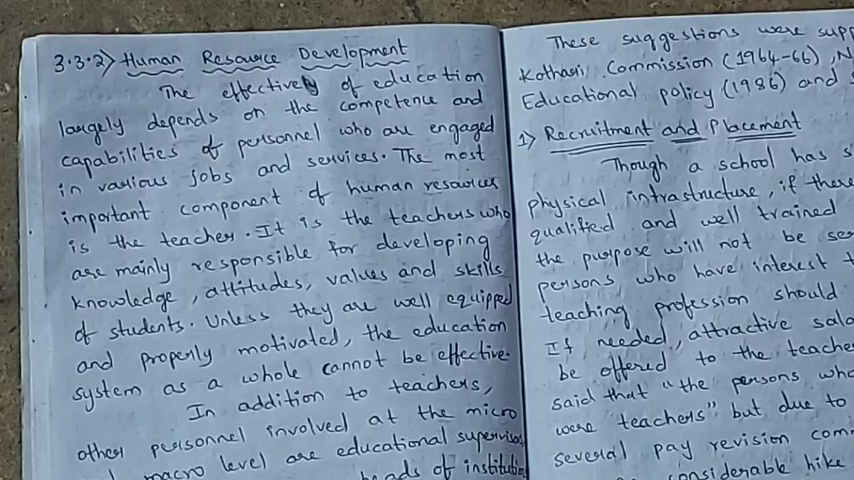 3.3.2> Human Resource Development
The effectively of education
largely depends on the competence and
capabilities of personnel who are engaged
in various jobs and services. The most
important component of human resources
is the teacher. It is the teachers who
are mainly responsible for developing
knowledge, attitudes, values and skills
of students. Unless they are well equipped
and properly motivated, the education
system as a whole cannot be effective.
In addition to teachers,
other personnel involved at the micro
macro level are educational supervisors
heads of institution
These suggestions were
Kothari Commission (1964-66),
Educational policy (1986) and
1> Recruitment and Placement
Though a school has
physical intrastructure, if there
qualified and well trained
the purpose will not be
persons who have interest
teaching profession should
If needed, attractive
be offered to the
said that "the persons who
were teachers" but due to
several pay revision
considerable hike